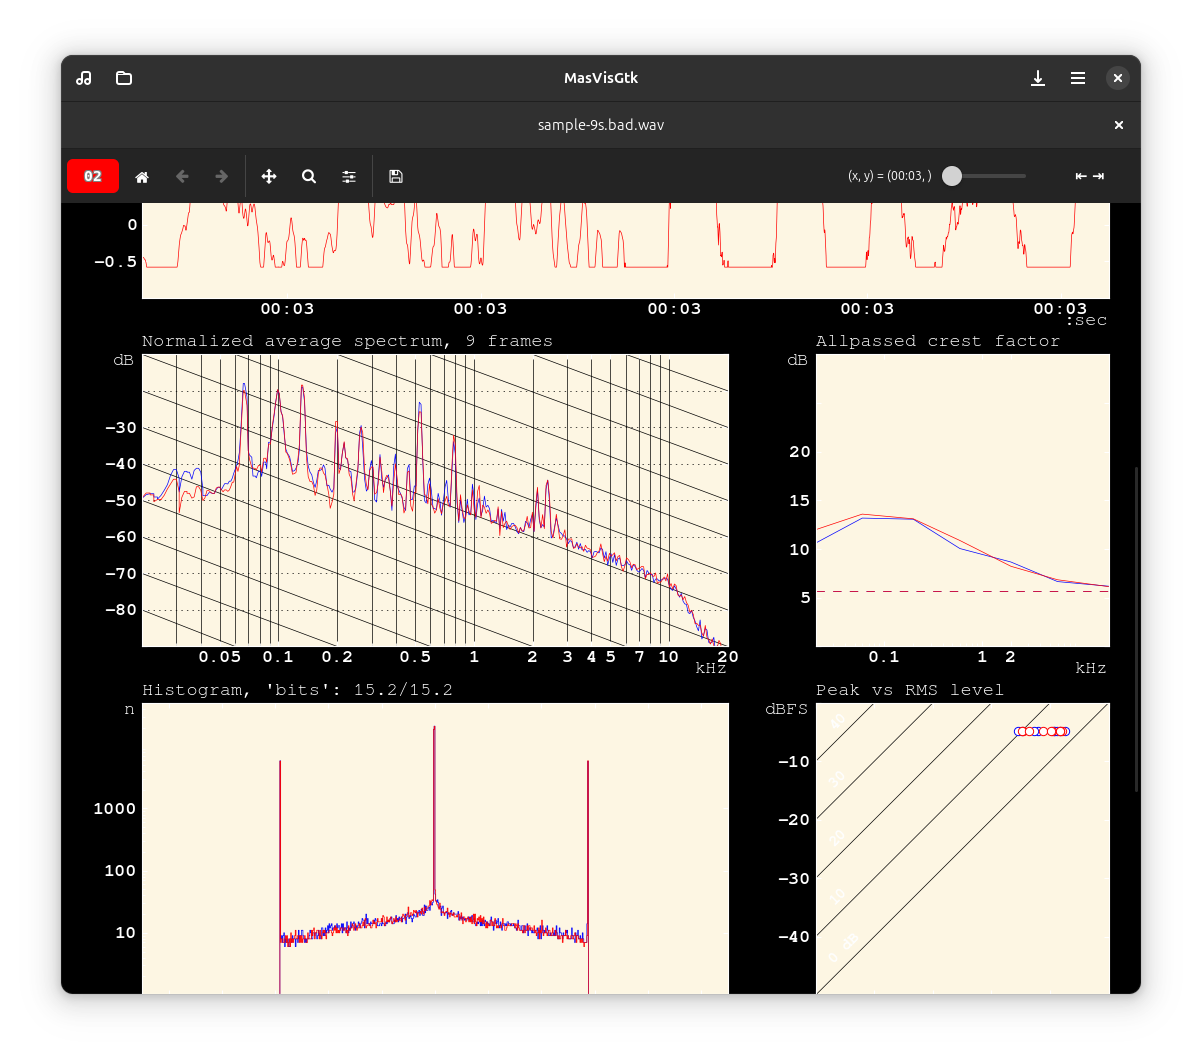 MasVisGtk
sample-9s.bad.wav
02
(x, y) = (00:03, )
0
−0.5
00:03 00:03 00:03 00:03 00:03
:sec
Normalized average spectrum, 9 frames
dB
−30
−40
−50
−60
−70
−80
0.05 0.1 0.2 0.5 1 2 3 4 5 7 10 20
kHz
Allpassed crest factor
dB
20
15
10
5
0.1 1 2
kHz
Histogram, 'bits': 15.2/15.2
n
1000
100
10
Peak vs RMS level
dBFS
−10
−20
−30
−40
40
30
20
10
0 dB